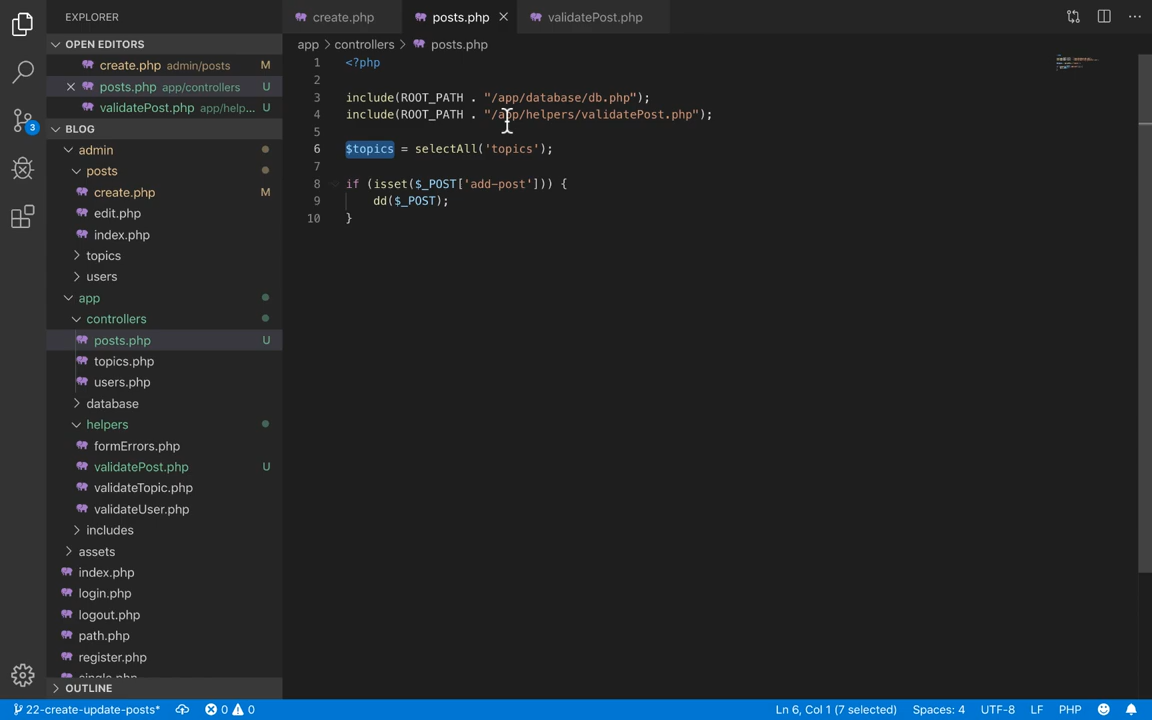 EXPLORER
create.php
posts.php
validatePost.php
OPEN EDITORS
create.php admin/posts M
posts.php app/controllers U
validatePost.php app/help... U
BLOG
admin
posts
create.php M
edit.php
index.php
topics
users
app
controllers
posts.php U
topics.php
users.php
database
helpers
formErrors.php
validatePost.php U
validateTopic.php
validateUser.php
includes
assets
index.php
login.php
logout.php
path.php
register.php
single.php
OUTLINE
3
app > controllers > posts.php
1 <?php
2
3 include(ROOT_PATH . "/app/database/db.php");
4 include(ROOT_PATH . "/app/helpers/validatePost.php");
5
6 $topics = selectAll('topics');
7
8 if (isset($_POST['add-post'])) {
9 dd($_POST);
10 }
22-create-update-posts* 0 0 Ln 6, Col 1 (7 selected) Spaces: 4 UTF-8 LF PHP